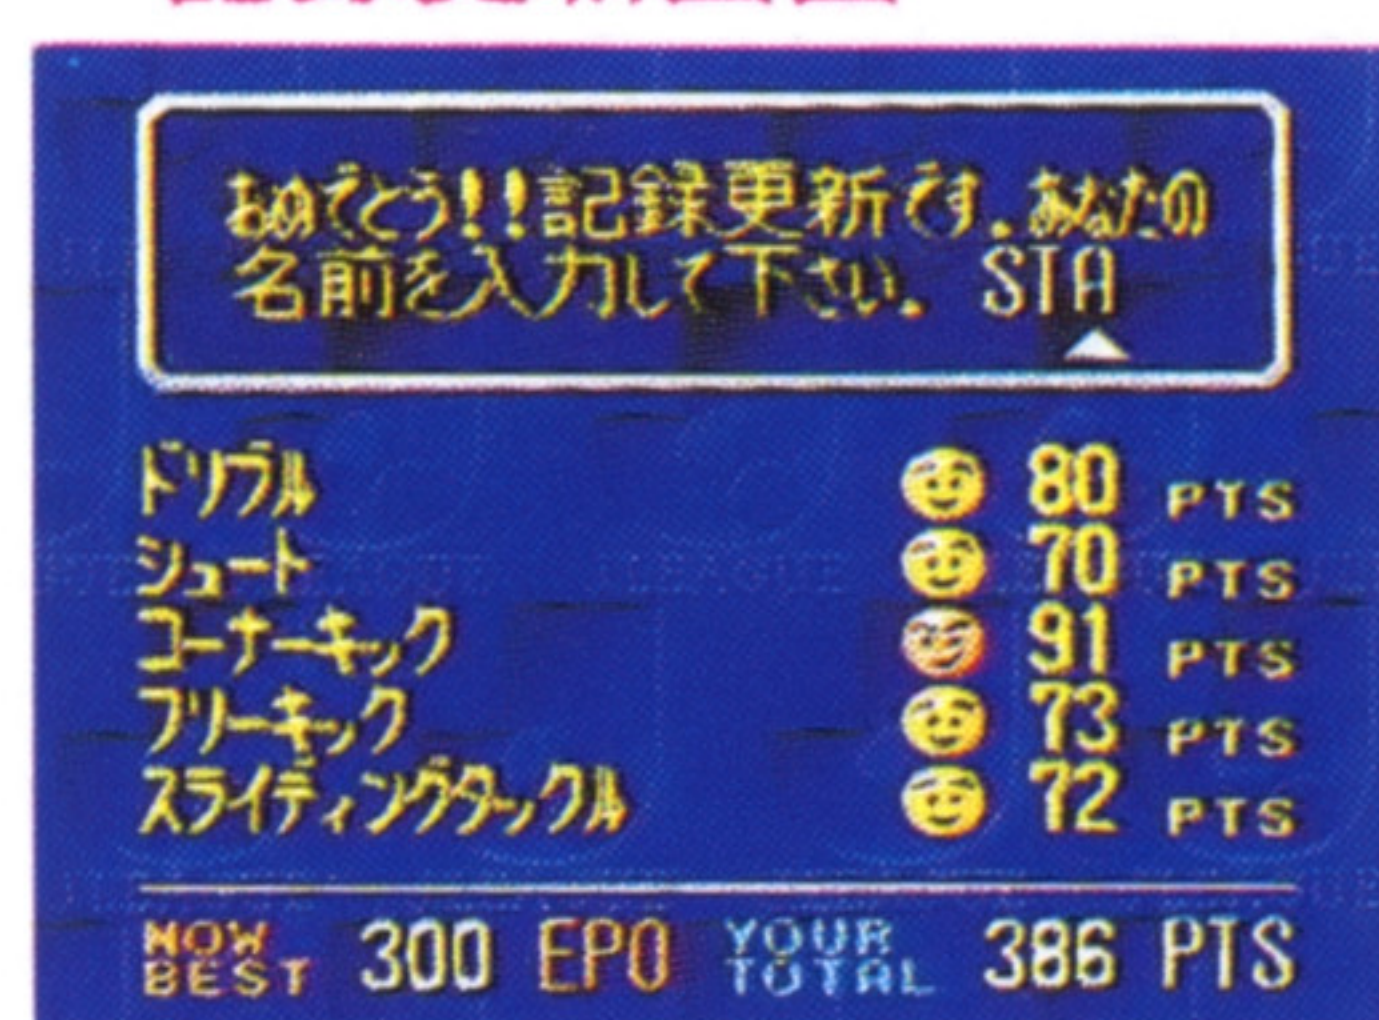 おめでとう!!記録更新です.あなたの
名前を入力して下さい. STA
ドリブル 80 PTS
シュート 70 PTS
コーナーキック 91 PTS
フリーキック 73 PTS
スライディングタックル 72 PTS
NOW BEST 300 EPO YOUR TOTAL 386 PTS